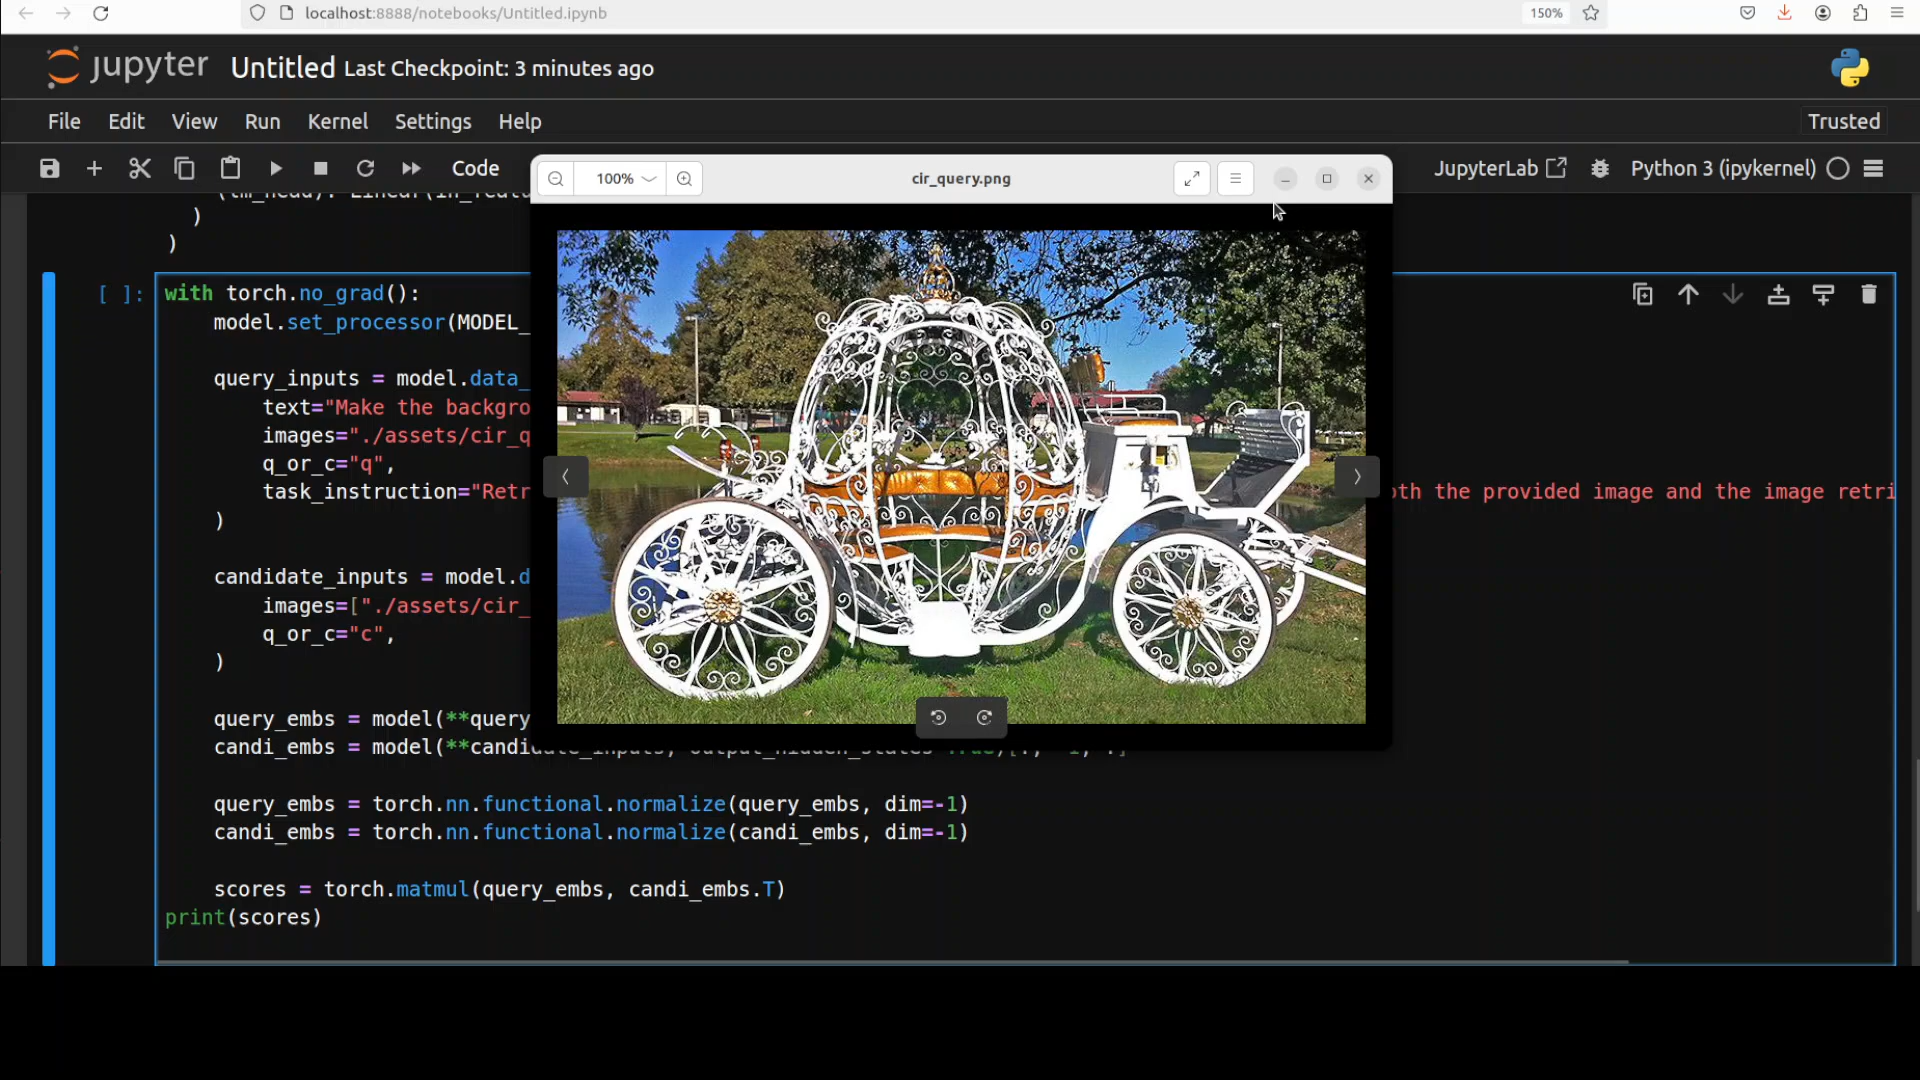 localhost:8888/notebooks/Untitled.ipynb
150%
jupyter Untitled Last Checkpoint: 3 minutes ago
File Edit View Run Kernel Settings Help
Trusted
Code
JupyterLab
Python 3 (ipykernel)
100%
cir_query.png
)
)
[ ]:
with torch.no_grad():
model.set_processor(MODEL_
query_inputs = model.data_
text="Make the backgro
images="./assets/cir_q
q_or_c="q",
task_instruction="Retr
oth the provided image and the image retri
)
candidate_inputs = model.d
images=["./assets/cir_
q_or_c="c",
)
query_embs = model(**query
candi_embs = model(**candi
query_embs = torch.nn.functional.normalize(query_embs, dim=-1)
candi_embs = torch.nn.functional.normalize(candi_embs, dim=-1)
scores = torch.matmul(query_embs, candi_embs.T)
print(scores)